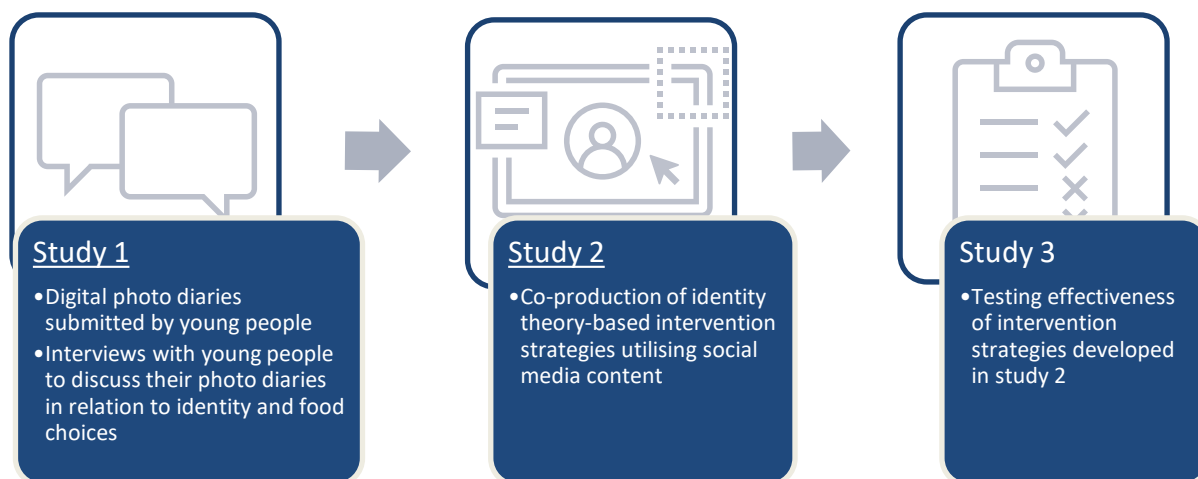 Study 1
•Digital photo diaries
submitted by young people
•Interviews with young people
to discuss their photo diaries
in relation to identity and food
choices
Study 2
•Co-production of identity
theory-based intervention
strategies utilising social
media content
Study 3
•Testing effectiveness
of intervention
strategies developed
in study 2